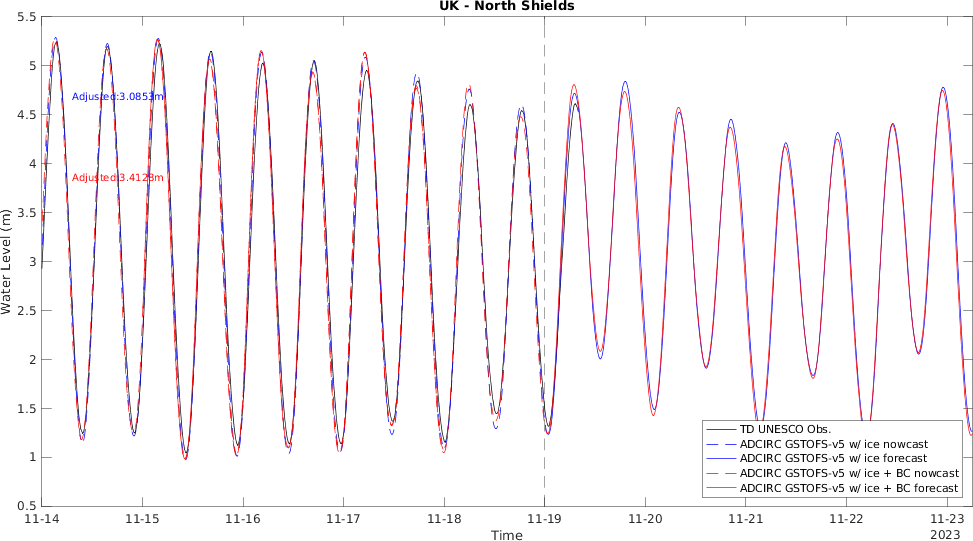 UK - North Shields
5.5
5
4.5
4
3.5
3
2.5
2
1.5
1
0.5
Water Level (m)
Adjusted:3.0853m
Adjusted:3.4128m
TD UNESCO Obs.
ADCIRC GSTOFS-v5 w/ ice nowcast
ADCIRC GSTOFS-v5 w/ ice forecast
ADCIRC GSTOFS-v5 w/ ice + BC nowcast
ADCIRC GSTOFS-v5 w/ ice + BC forecast
11-14 11-15 11-16 11-17 11-18 11-19 11-20 11-21 11-22 11-23
2023
Time